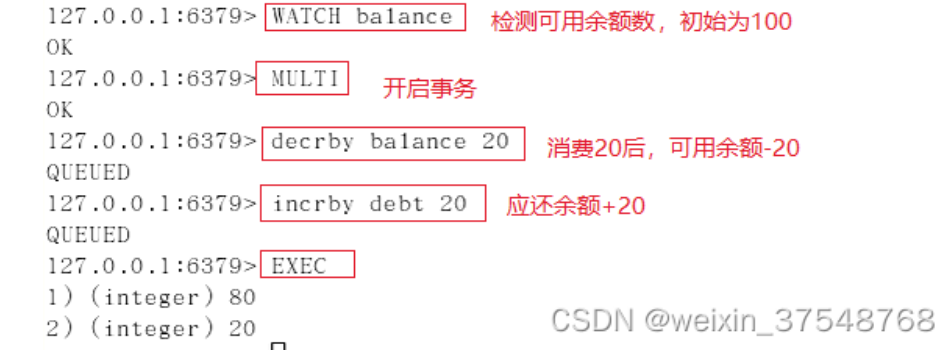 127.0.0.1:6379> WATCH balance 检测可用余额数，初始为100
OK
127.0.0.1:6379> MULTI 开启事务
OK
127.0.0.1:6379> decrby balance 20 消费20后，可用余额-20
QUEUED
127.0.0.1:6379> incrby debt 20 应还余额+20
QUEUED
127.0.0.1:6379> EXEC
1) (integer) 80
2) (integer) 20
CSDN @weixin_37548768